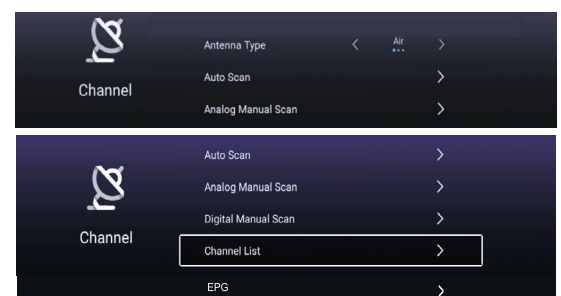 Antenna Type
Air
Auto Scan
Channel
Analog Manual Scan
Auto Scan
Analog Manual Scan
Digital Manual Scan
Channel
Channel List
EPG